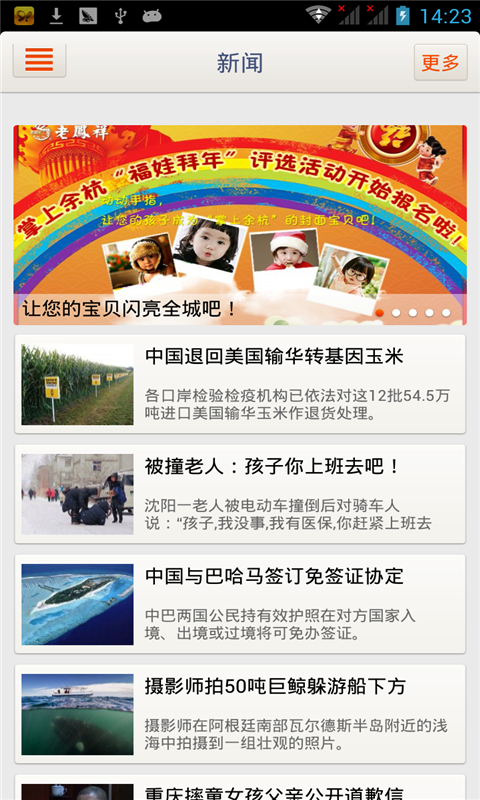 14:23
新闻
更多
老鳳祥
掌上余杭“福娃拜年”评选活动开始报名啦！
动动手指，
让您的孩子成为“掌上余杭”的封面宝贝吧！
让您的宝贝闪亮全城吧！
中国退回美国输华转基因玉米
各口岸检验检疫机构已依法对这12批54.5万
吨进口美国输华玉米作退货处理。
被撞老人：孩子你上班去吧！
沈阳一老人被电动车撞倒后对骑车人
说："孩子,我没事,我有医保,你赶紧上班去
中国与巴哈马签订免签证协定
中巴两国公民持有效护照在对方国家入
境、出境或过境将可免办签证。
摄影师拍50吨巨鲸躲游船下方
摄影师在阿根廷南部瓦尔德斯半岛附近的浅
海中拍摄到一组壮观的照片。
重庆摔童女孩父亲公开道歉信